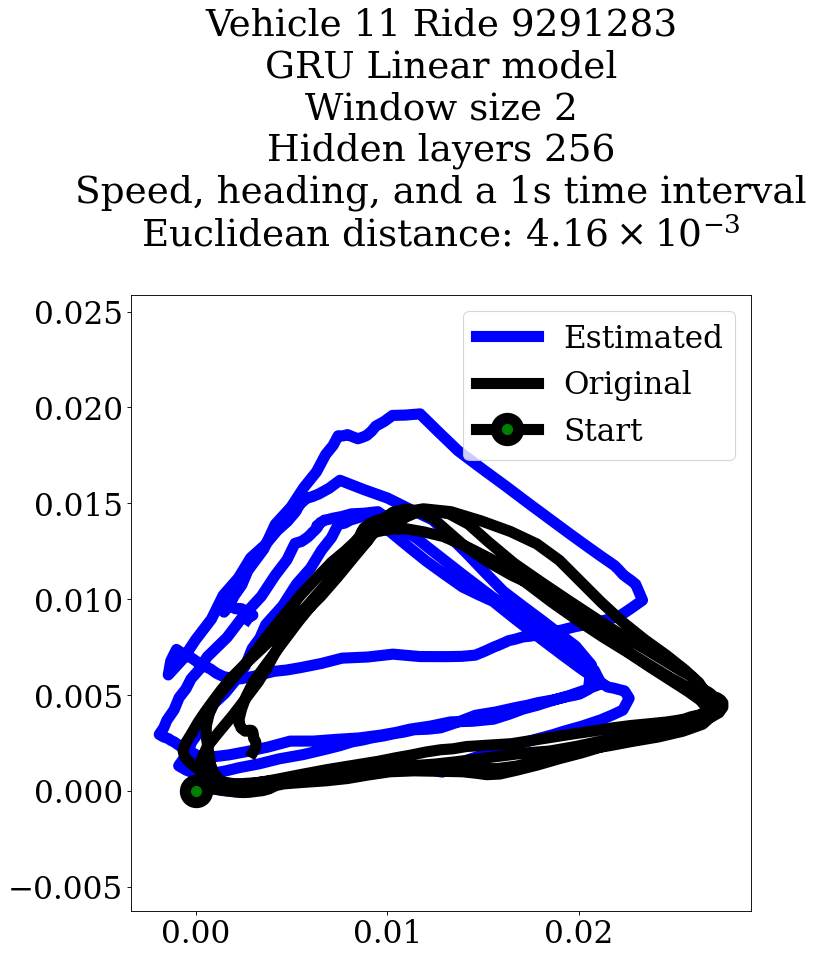 Vehicle 11 Ride 9291283
GRU Linear model
Window size 2
Hidden layers 256
Speed, heading, and a 1s time interval
Euclidean distance: 4.16 × 10⁻³
0.025
0.020
0.015
0.010
0.005
0.000
−0.005
Estimated
Original
Start
0.00 0.01 0.02